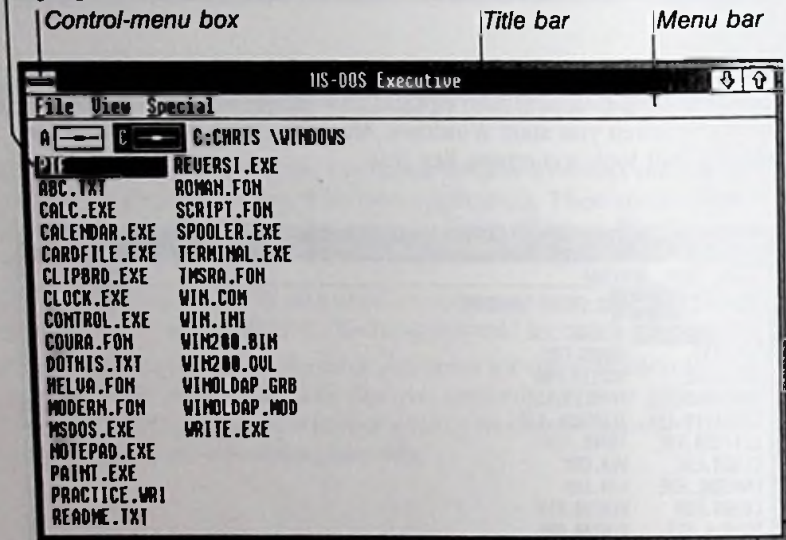 Control-menu box Title bar Menu bar
MS-DOS Executive
File View Special
A C C:CHRIS \WINDOWS
PIF REVERSI.EXE
ABC.TXT ROMAN.FON
CALC.EXE SCRIPT.FON
CALENDAR.EXE SPOOLER.EXE
CARDFILE.EXE TERMINAL.EXE
CLIPBRD.EXE TMSRA.FON
CLOCK.EXE WIN.COM
CONTROL.EXE WIN.INI
COURA.FON WIN200.BIN
DOTHIS.TXT WIN200.OVL
HELVA.FON WINOLDAP.GRB
MODERN.FON WINOLDAP.MOD
MSDOS.EXE WRITE.EXE
NOTEPAD.EXE
PAINT.EXE
PRACTICE.WRI
README.TXT